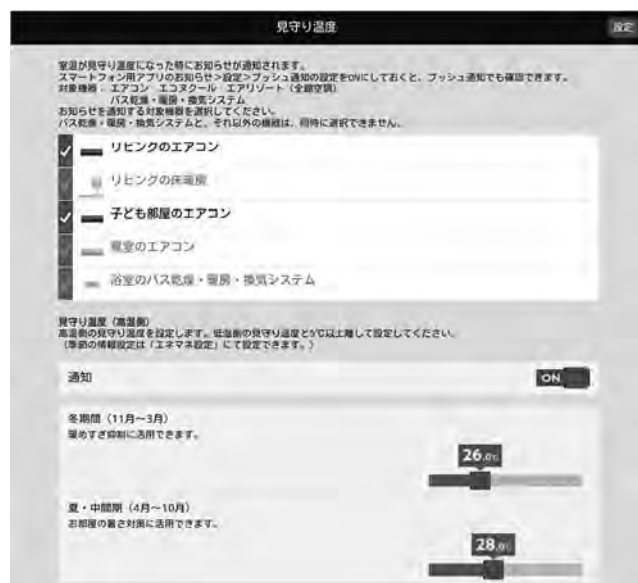 見守り温度
設定
室温が見守り温度になった時にお知らせが通知されます。
スマートフォン用アプリのお知らせ＞設定＞プッシュ通知の設定をONにしておくと、プッシュ通知でも確認できます。
対象機器： エアコン　エコヌクール　エアリゾート（全館空調）
バス乾燥・暖房・換気システム
お知らせを通知する対象機器を選択してください。
バス乾燥・暖房・換気システムと、それ以外の機器は、同時に選択できません。
リビングのエアコン
リビングの床暖房
子ども部屋のエアコン
寝室のエアコン
浴室のバス乾燥・暖房・換気システム
見守り温度（高温側）
高温側の見守り温度を設定します。低温側の見守り温度と5℃以上離して設定してください。
（季節の情報設定は「エネマネ設定」にて設定できます。）
通知
ON
冬期間（11月～3月）
暖めすぎ抑制に活用できます。
26.0℃
夏・中間期（4月～10月）
お部屋の暑さ対策に活用できます。
28.0℃